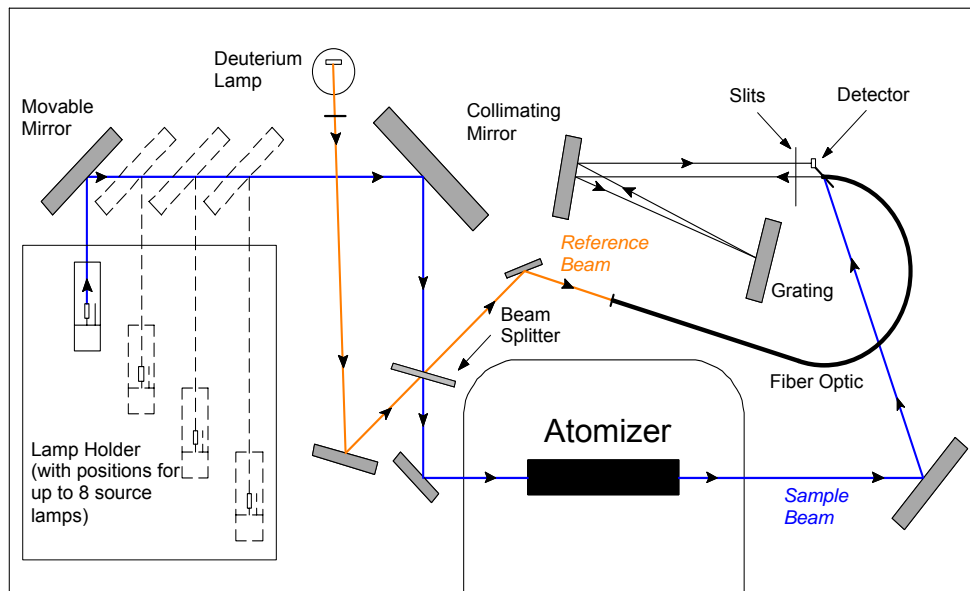 Deuterium
Lamp
Movable
Mirror
Collimating
Mirror
Slits
Detector
Reference
Beam
Grating
Beam
Splitter
Fiber Optic
Atomizer
Lamp Holder
(with positions for
up to 8 source
lamps)
Sample
Beam